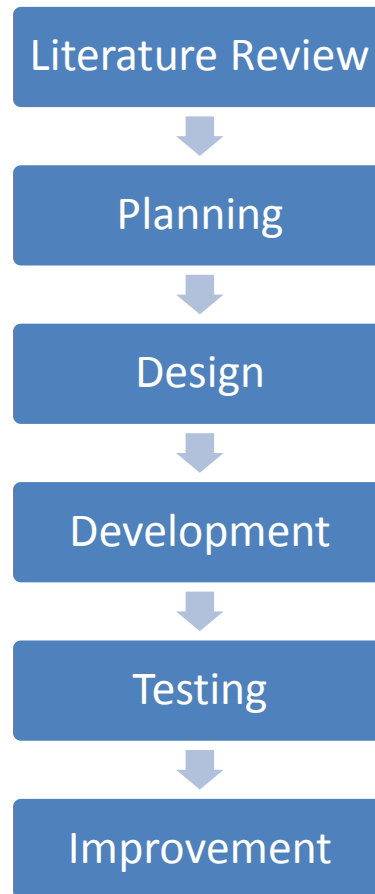 Literature Review
Planning
Design
Development
Testing
Improvement